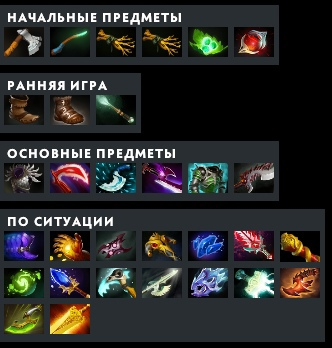 НАЧАЛЬНЫЕ ПРЕДМЕТЫ
РАННЯЯ ИГРА
ОСНОВНЫЕ ПРЕДМЕТЫ
ПО СИТУАЦИИ